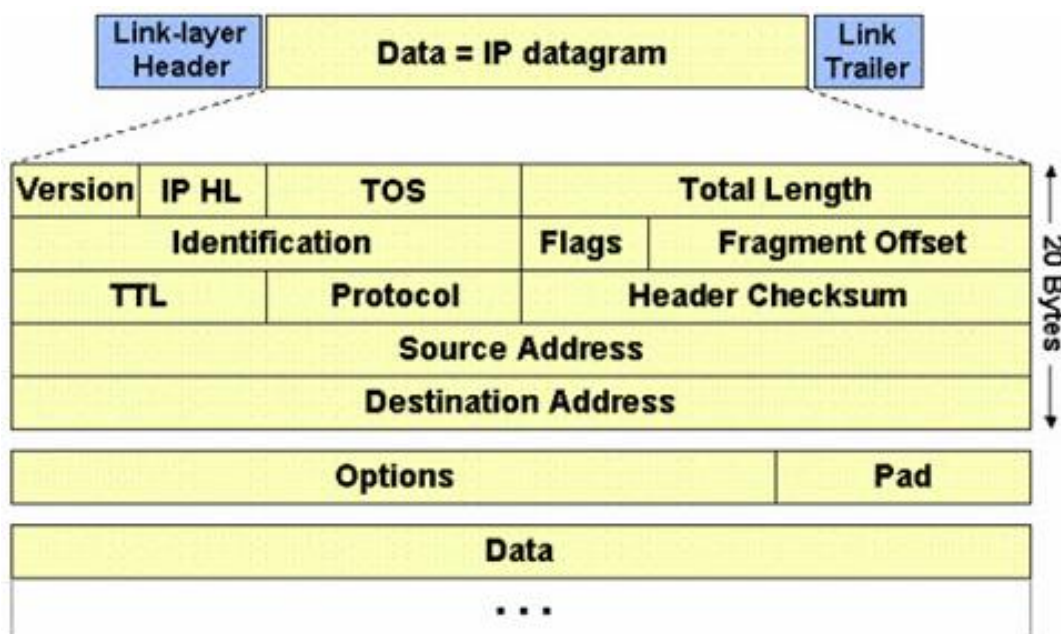 Link-layer Header
Data = IP datagram
Link Trailer
Version IP HL TOS Total Length
Identification Flags Fragment Offset
TTL Protocol Header Checksum
Source Address
Destination Address
20 Bytes
Options Pad
Data
. . .